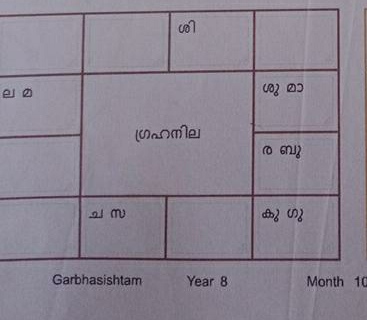 ശി
ല മ
ശു മാ
ഗ്രഹനില
ര ബു
ച സ
കു ഗു
Garbhasishtam Year 8 Month 10